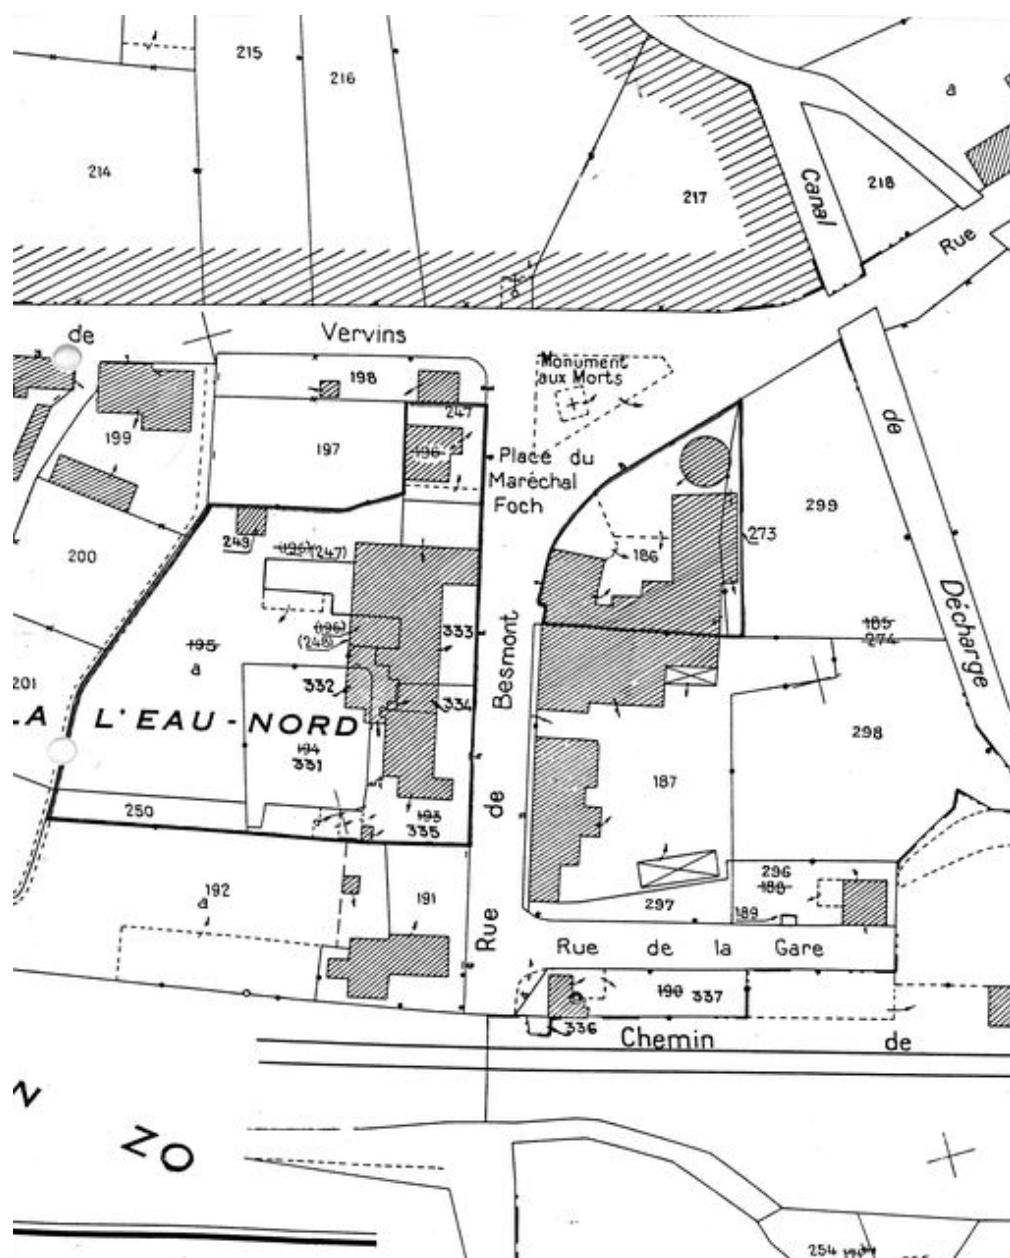 215
216
214
a
217
218
Canal
Rue
de
Vervins
198
Monument
aux Morts
247
199
197
196
Place du
Maréchal
Foch
299
de
249
(196) (247)
186
273
200
333
185
274
Décharge
195
a
(196)
(248)
332
201
334
Besmont
LA L'EAU-NORD
194
331
298
187
250
193
335
de
296
188
192
a
191
297
189
Rue
Rue de la Gare
190 337
336
Chemin de
N
ZO
254